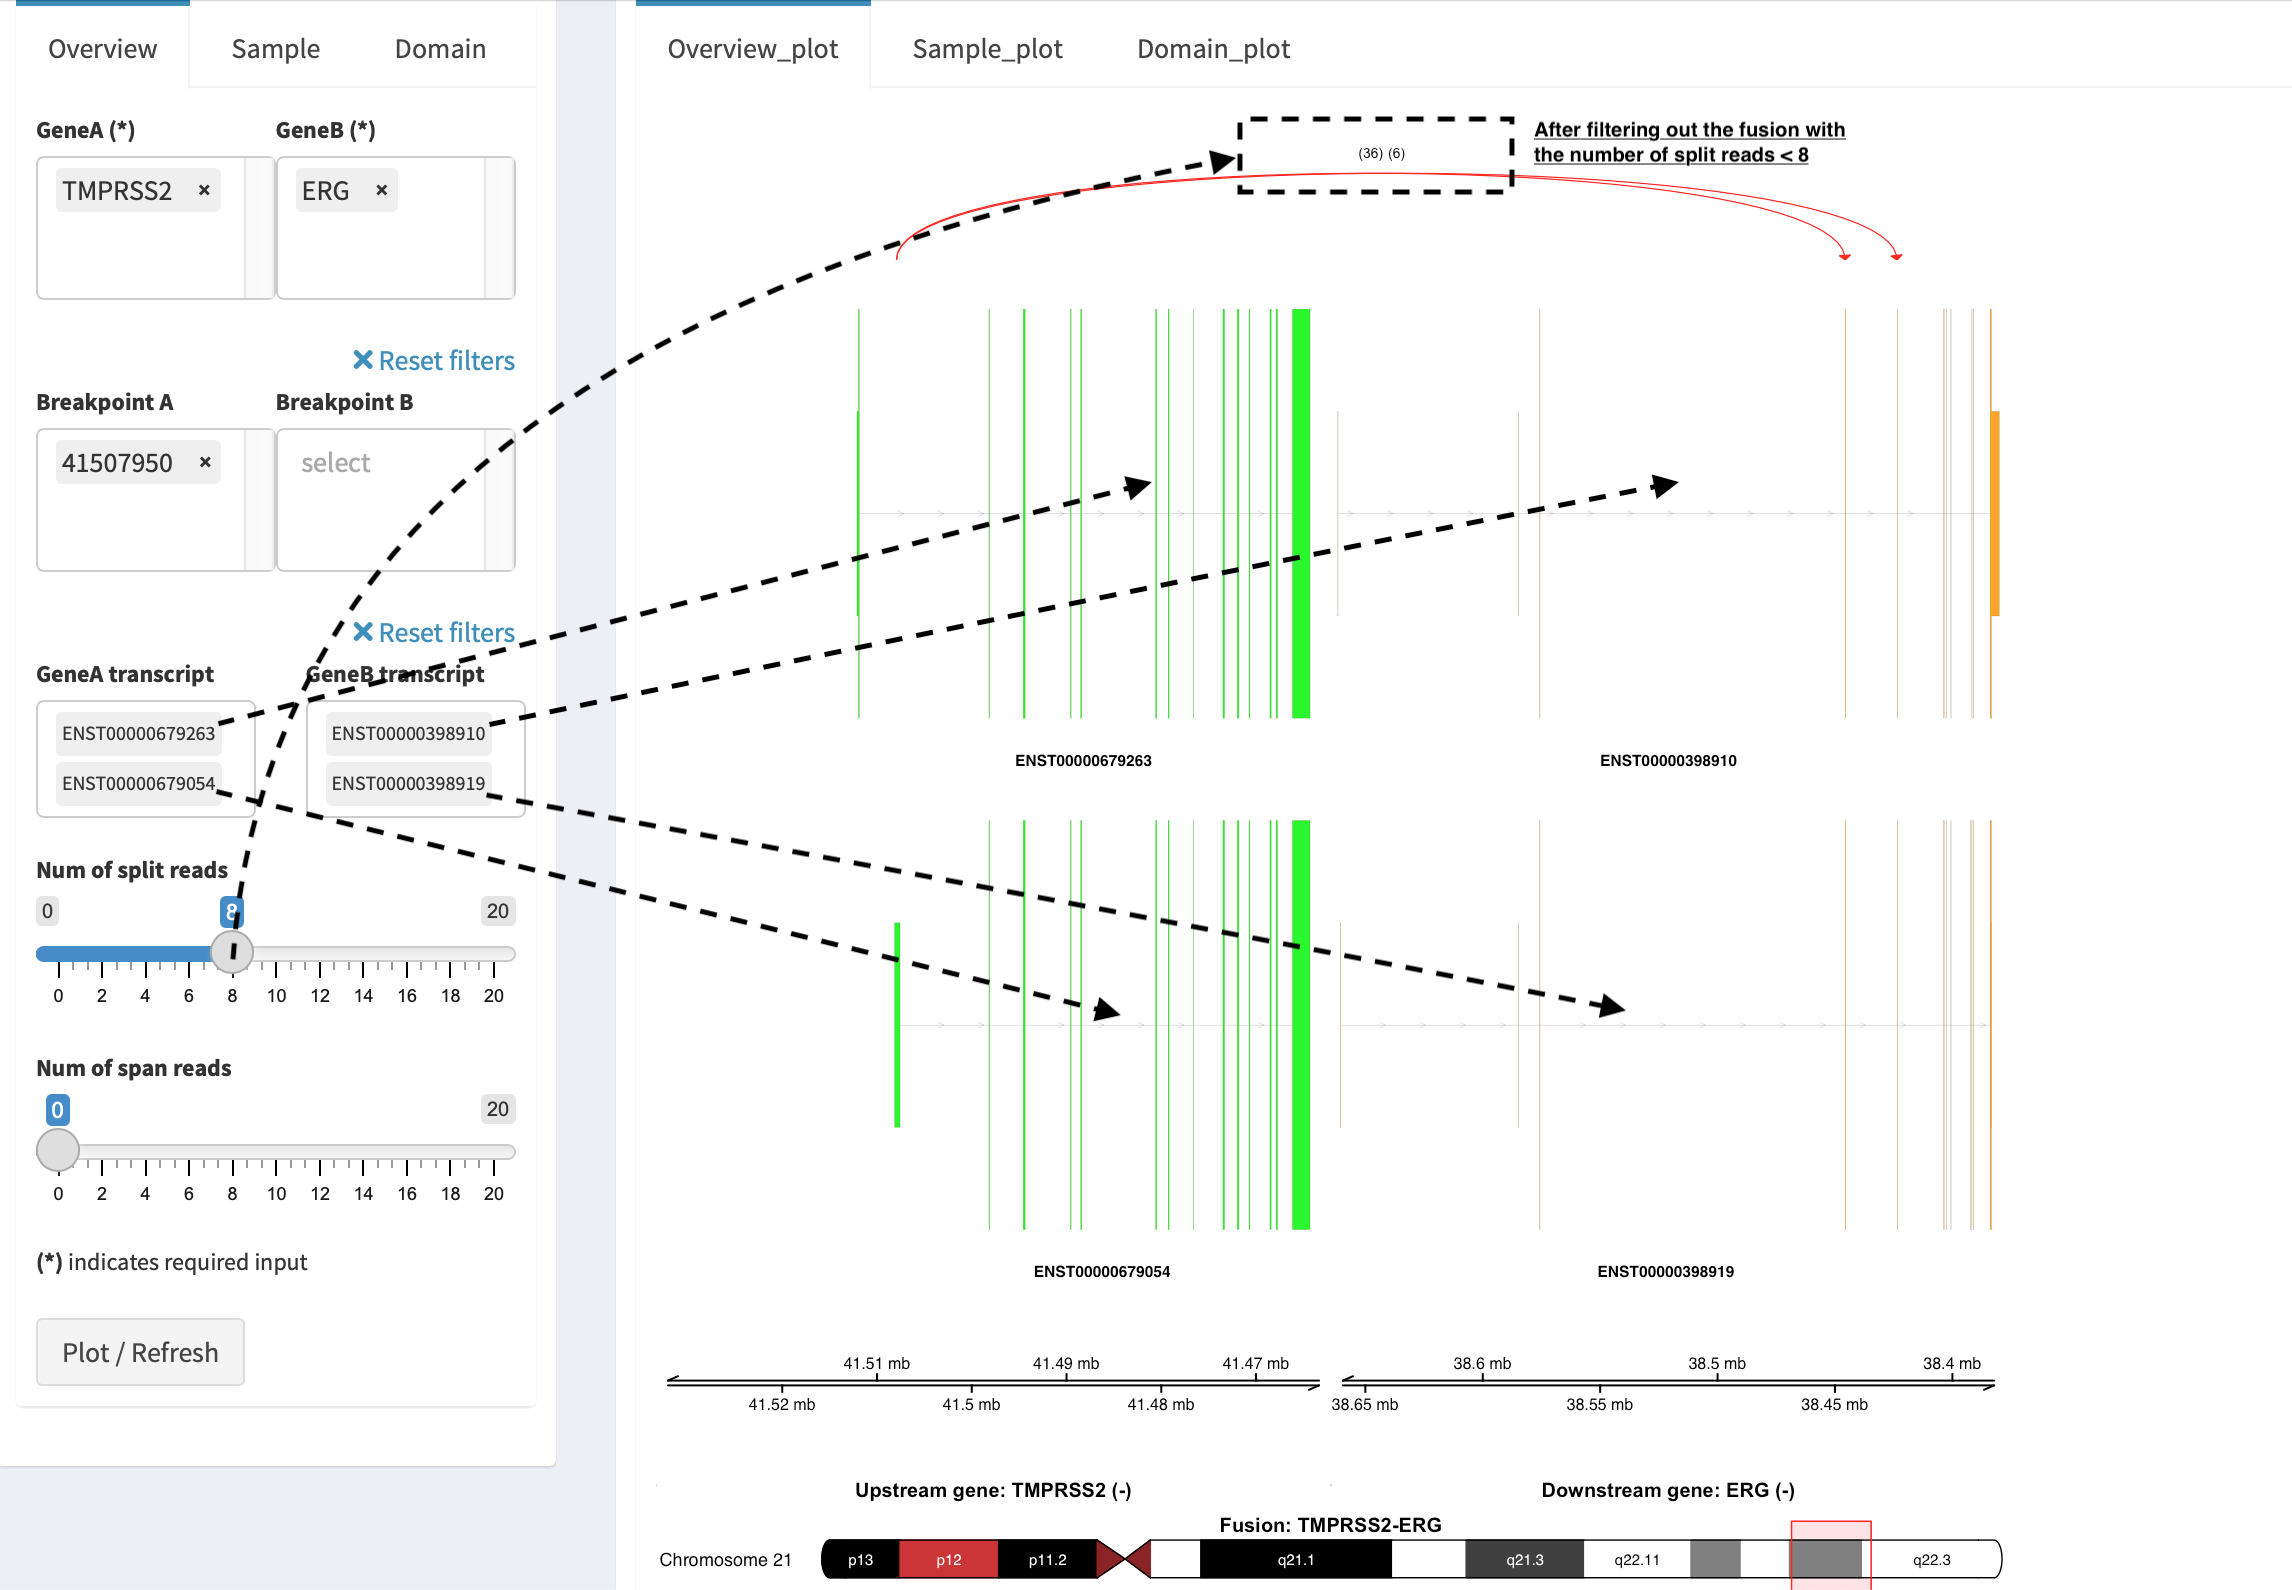 Overview Sample Domain
GeneA (*) GeneB (*)
TMPRSS2 × ERG ×
✖ Reset filters
Breakpoint A Breakpoint B
41507950 × select
✖ Reset filters
GeneA transcript GeneB transcript
ENST00000679263 ENST00000398910
ENST00000679054 ENST00000398919
Num of split reads
0 8 20
0 2 4 6 8 10 12 14 16 18 20
Num of span reads
0 20
0 2 4 6 8 10 12 14 16 18 20
(*) indicates required input
Plot / Refresh
Overview_plot Sample_plot Domain_plot
(36) (6)
After filtering out the fusion with
the number of split reads < 8
ENST00000679263 ENST00000398910
ENST00000679054 ENST00000398919
41.51 mb 41.49 mb 41.47 mb 38.6 mb 38.5 mb 38.4 mb
41.52 mb 41.5 mb 41.48 mb 38.65 mb 38.55 mb 38.45 mb
Upstream gene: TMPRSS2 (-) Downstream gene: ERG (-)
Fusion: TMPRSS2-ERG
Chromosome 21 p13 p12 p11.2 q21.1 q21.3 q22.11 q22.3